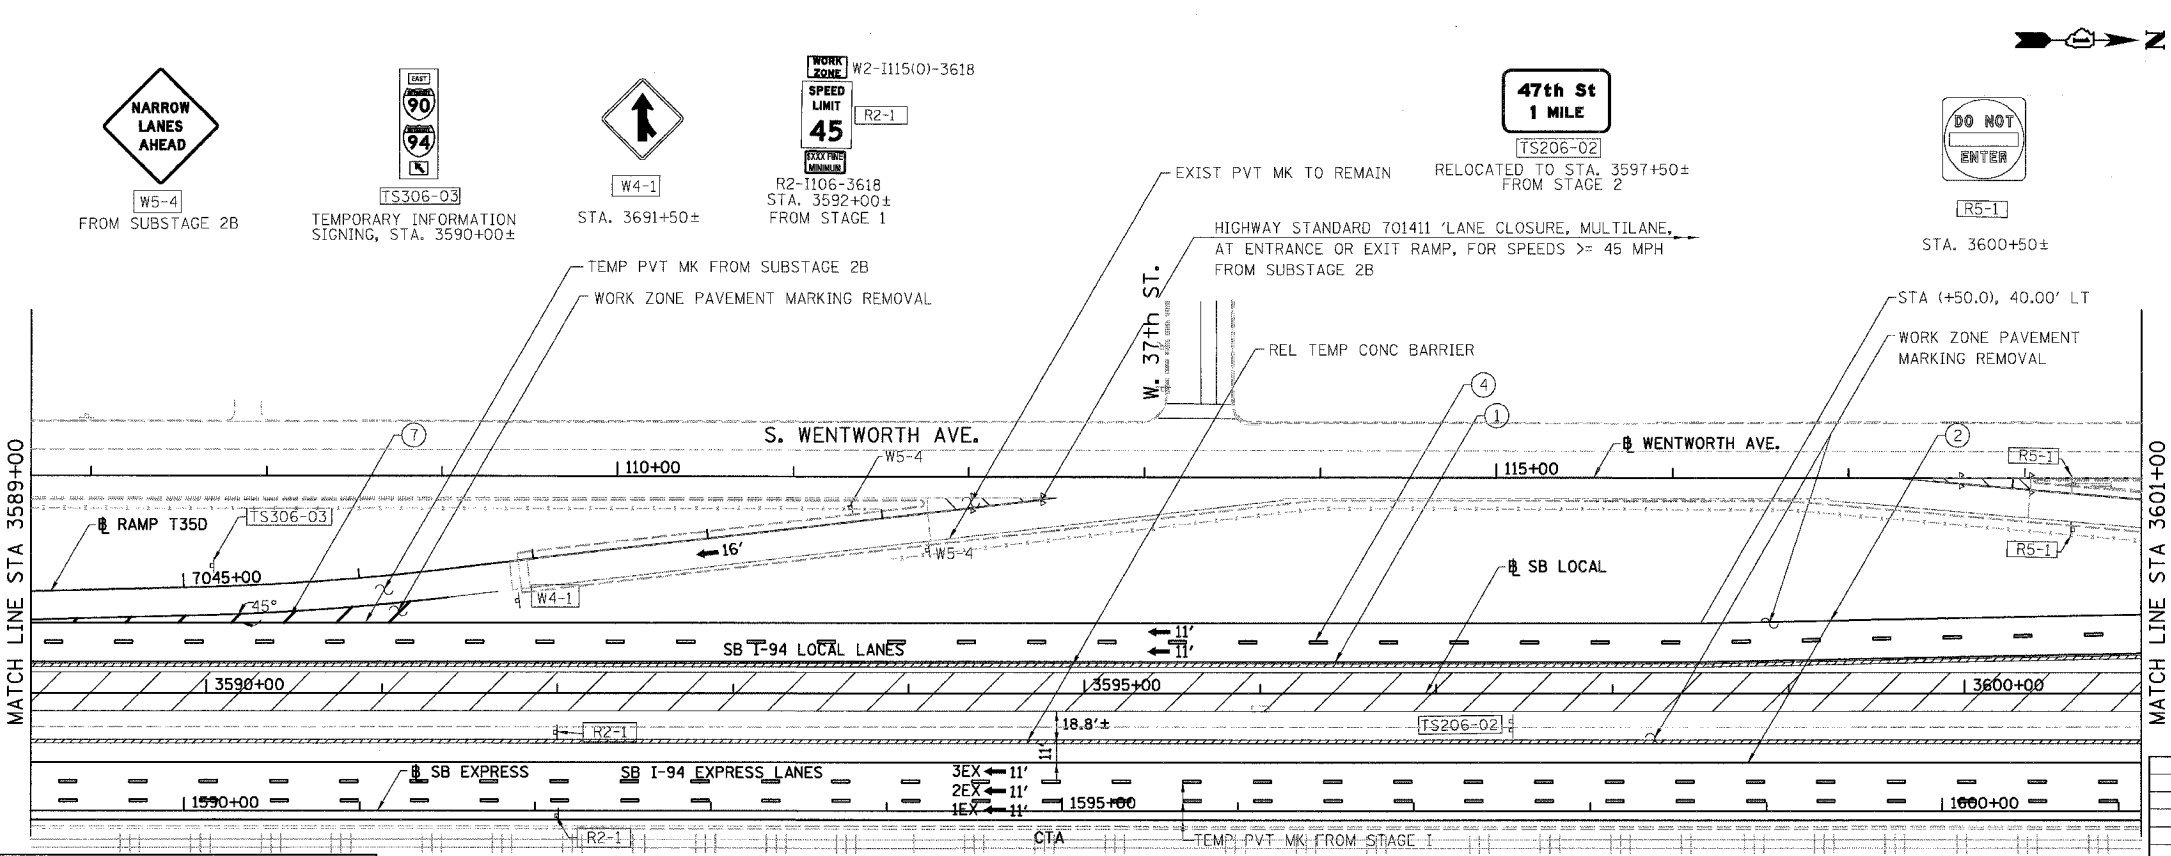 N
NARROW
LANES
AHEAD
W5-4
FROM SUBSTAGE 2B
EAST
90
94
TS306-03
TEMPORARY INFORMATION
SIGNING, STA. 3590+00±
W4-1
STA. 3691+50±
WORK
ZONE
W2-I115(O)-3618
SPEED
LIMIT
45
R2-1
$XXX FINE
MINIMUM
R2-I106-3618
STA. 3592+00±
FROM STAGE 1
47th St
1 MILE
TS206-02
RELOCATED TO STA. 3597+50±
FROM STAGE 2
DO NOT
ENTER
R5-1
STA. 3600+50±
EXIST PVT MK TO REMAIN
HIGHWAY STANDARD 701411 'LANE CLOSURE, MULTILANE,
AT ENTRANCE OR EXIT RAMP, FOR SPEEDS >= 45 MPH
FROM SUBSTAGE 2B
TEMP PVT MK FROM SUBSTAGE 2B
WORK ZONE PAVEMENT MARKING REMOVAL
STA (+50.0), 40.00' LT
WORK ZONE PAVEMENT
MARKING REMOVAL
W. 37th ST.
REL TEMP CONC BARRIER
4
1
7
2
S. WENTWORTH AVE.
℄ WENTWORTH AVE.
W5-4
R5-1
110+00
115+00
MATCH LINE STA 3589+00
MATCH LINE STA 3601+00
℄ RAMP T35D
TS306-03
16'
W5-4
R5-1
7045+00
℄ SB LOCAL
W4-1
45°
11'
11'
SB I-94 LOCAL LANES
3590+00
3595+00
3600+00
18.8'±
TS206-02
R2-1
11'
℄ SB EXPRESS
SB I-94 EXPRESS LANES
3EX 11'
2EX 11'
1EX 11'
1590+00
1595+00
1600+00
R2-1
CTA
TEMP PVT MK FROM STAGE I